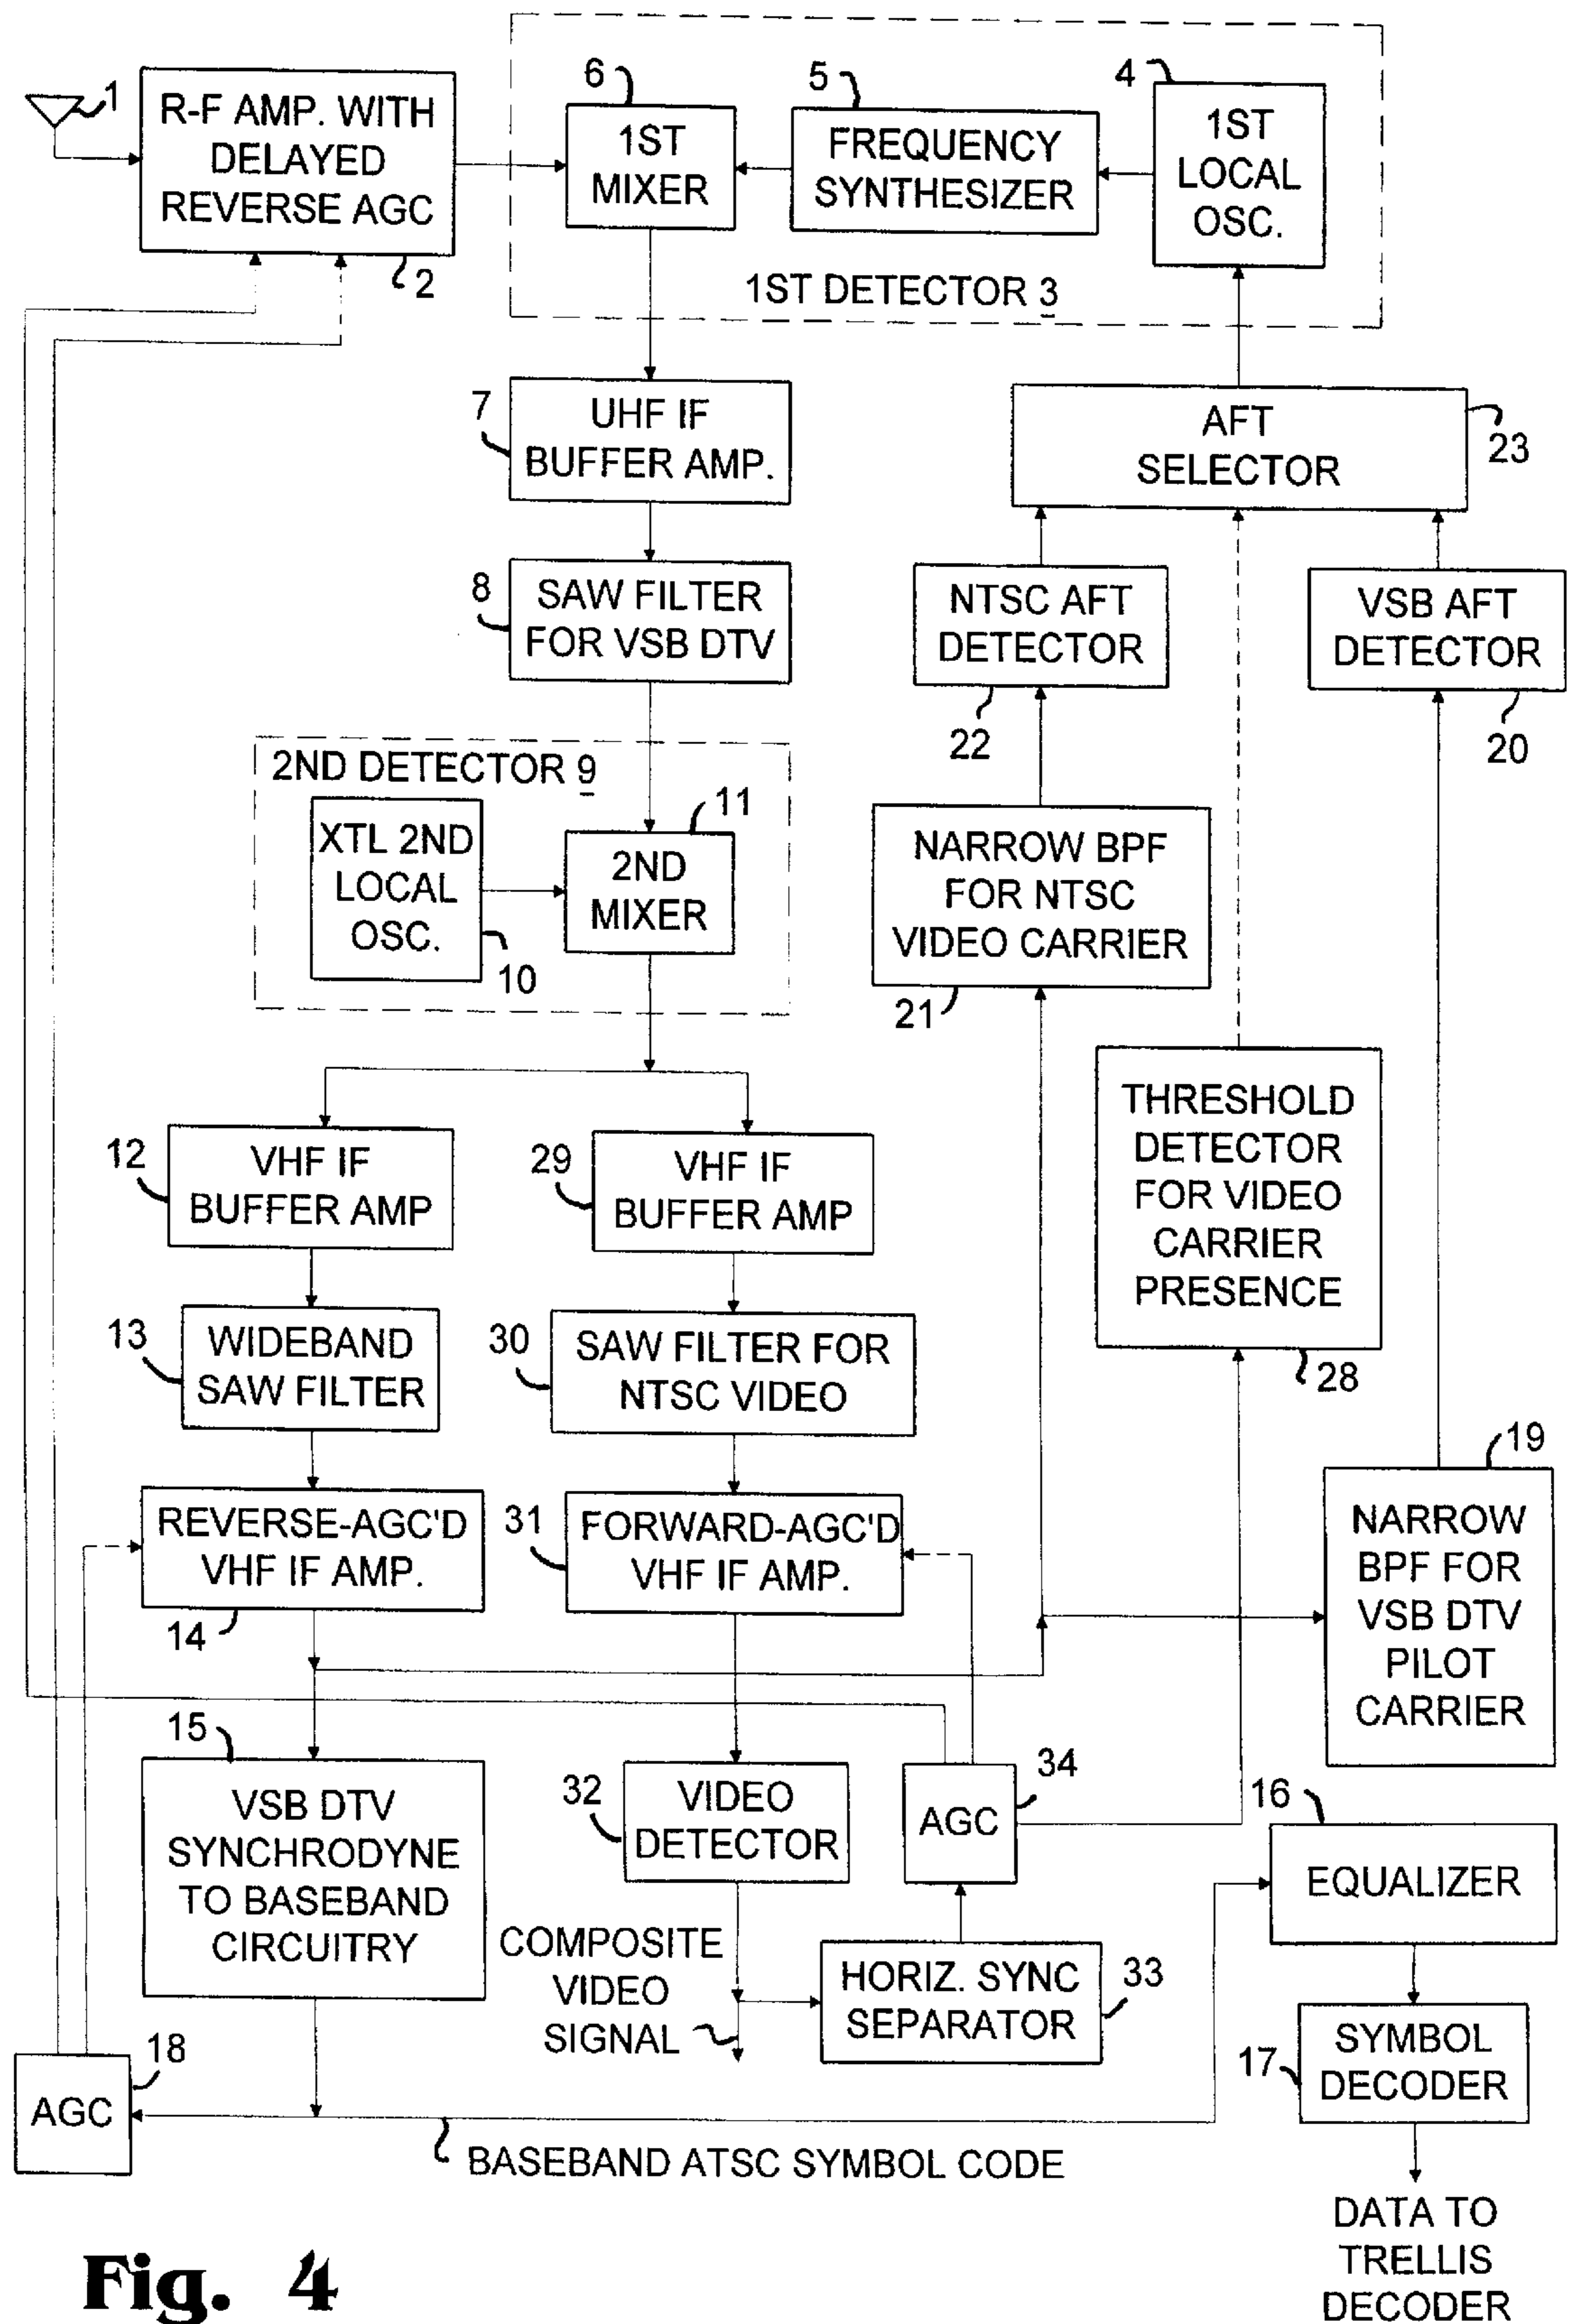 1
R-F AMP. WITH
DELAYED
REVERSE AGC
2
6
1ST
MIXER
5
FREQUENCY
SYNTHESIZER
4
1ST
LOCAL
OSC.
1ST DETECTOR 3
7
UHF IF
BUFFER AMP.
AFT
SELECTOR
23
8
SAW FILTER
FOR VSB DTV
NTSC AFT
DETECTOR
22
VSB AFT
DETECTOR
20
2ND DETECTOR 9
XTL 2ND
LOCAL
OSC.
10
11
2ND
MIXER
NARROW BPF
FOR NTSC
VIDEO CARRIER
21
THRESHOLD
DETECTOR
FOR VIDEO
CARRIER
PRESENCE
28
12
VHF IF
BUFFER AMP
29
VHF IF
BUFFER AMP
13
WIDEBAND
SAW FILTER
30
SAW FILTER FOR
NTSC VIDEO
19
NARROW
BPF FOR
VSB DTV
PILOT
CARRIER
REVERSE-AGC'D
VHF IF AMP.
14
31
FORWARD-AGC'D
VHF IF AMP.
15
VSB DTV
SYNCHRODYNE
TO BASEBAND
CIRCUITRY
32
VIDEO
DETECTOR
AGC
34
16
EQUALIZER
COMPOSITE
VIDEO
SIGNAL
HORIZ. SYNC
SEPARATOR
33
17
SYMBOL
DECODER
18
AGC
BASEBAND ATSC SYMBOL CODE
DATA TO
TRELLIS
DECODER
Fig. 4